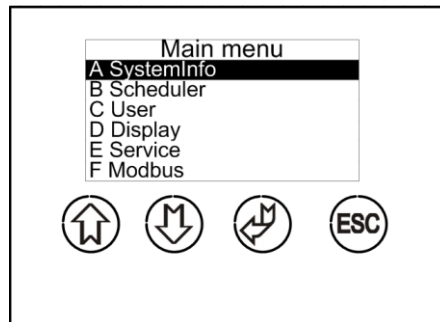 Main menu
A SystemInfo
B Scheduler
C User
D Display
E Service
F Modbus
ESC